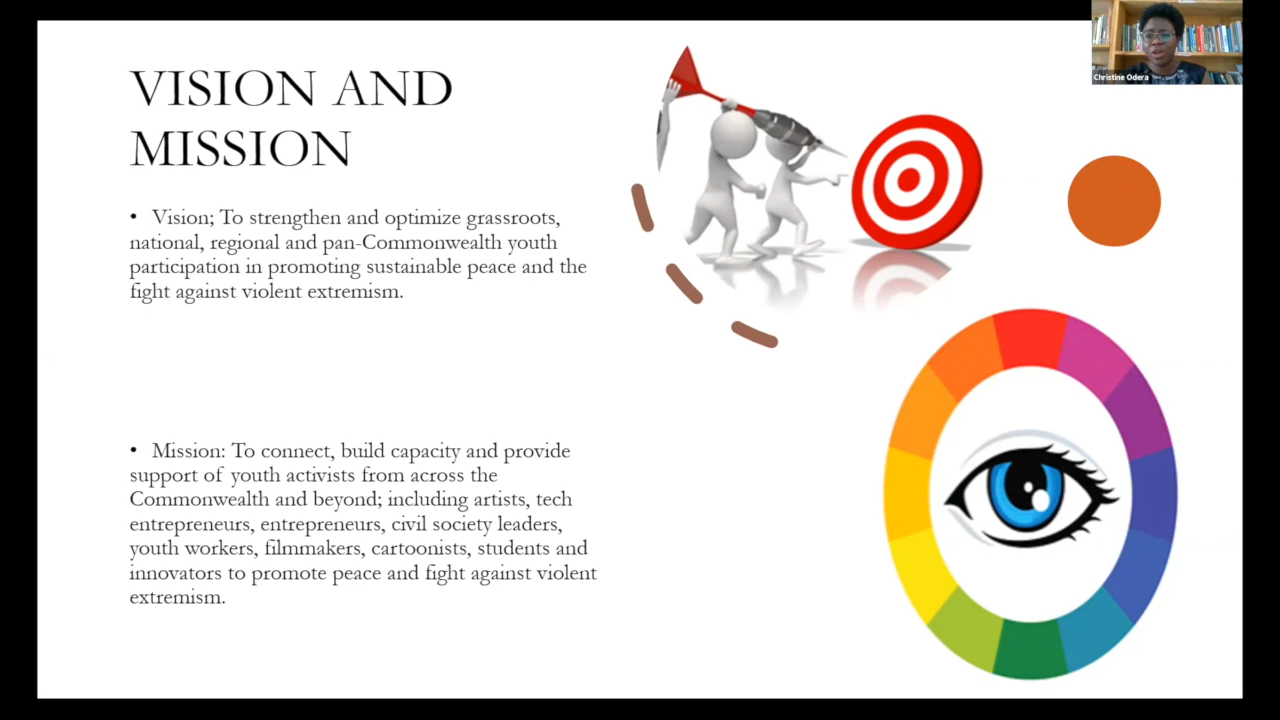 VISION AND
MISSION
• Vision; To strengthen and optimize grassroots,
national, regional and pan-Commonwealth youth
participation in promoting sustainable peace and the
fight against violent extremism.
• Mission: To connect, build capacity and provide
support of youth activists from across the
Commonwealth and beyond; including artists, tech
entrepreneurs, entrepreneurs, civil society leaders,
youth workers, filmmakers, cartoonists, students and
innovators to promote peace and fight against violent
extremism.
Christine Odera